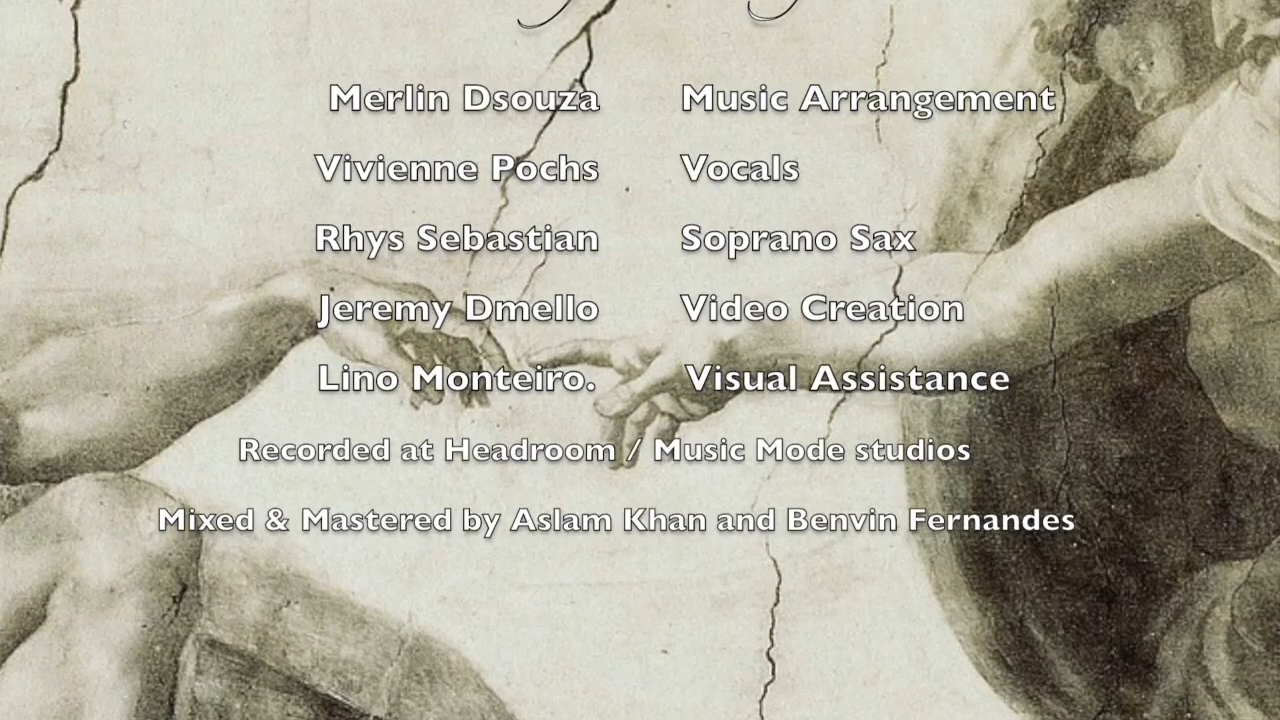 Merlin Dsouza Music Arrangement
Vivienne Pochs Vocals
Rhys Sebastian Soprano Sax
Jeremy Dmello Video Creation
Lino Monteiro. Visual Assistance
Recorded at Headroom / Music Mode studios
Mixed & Mastered by Aslam Khan and Benvin Fernandes